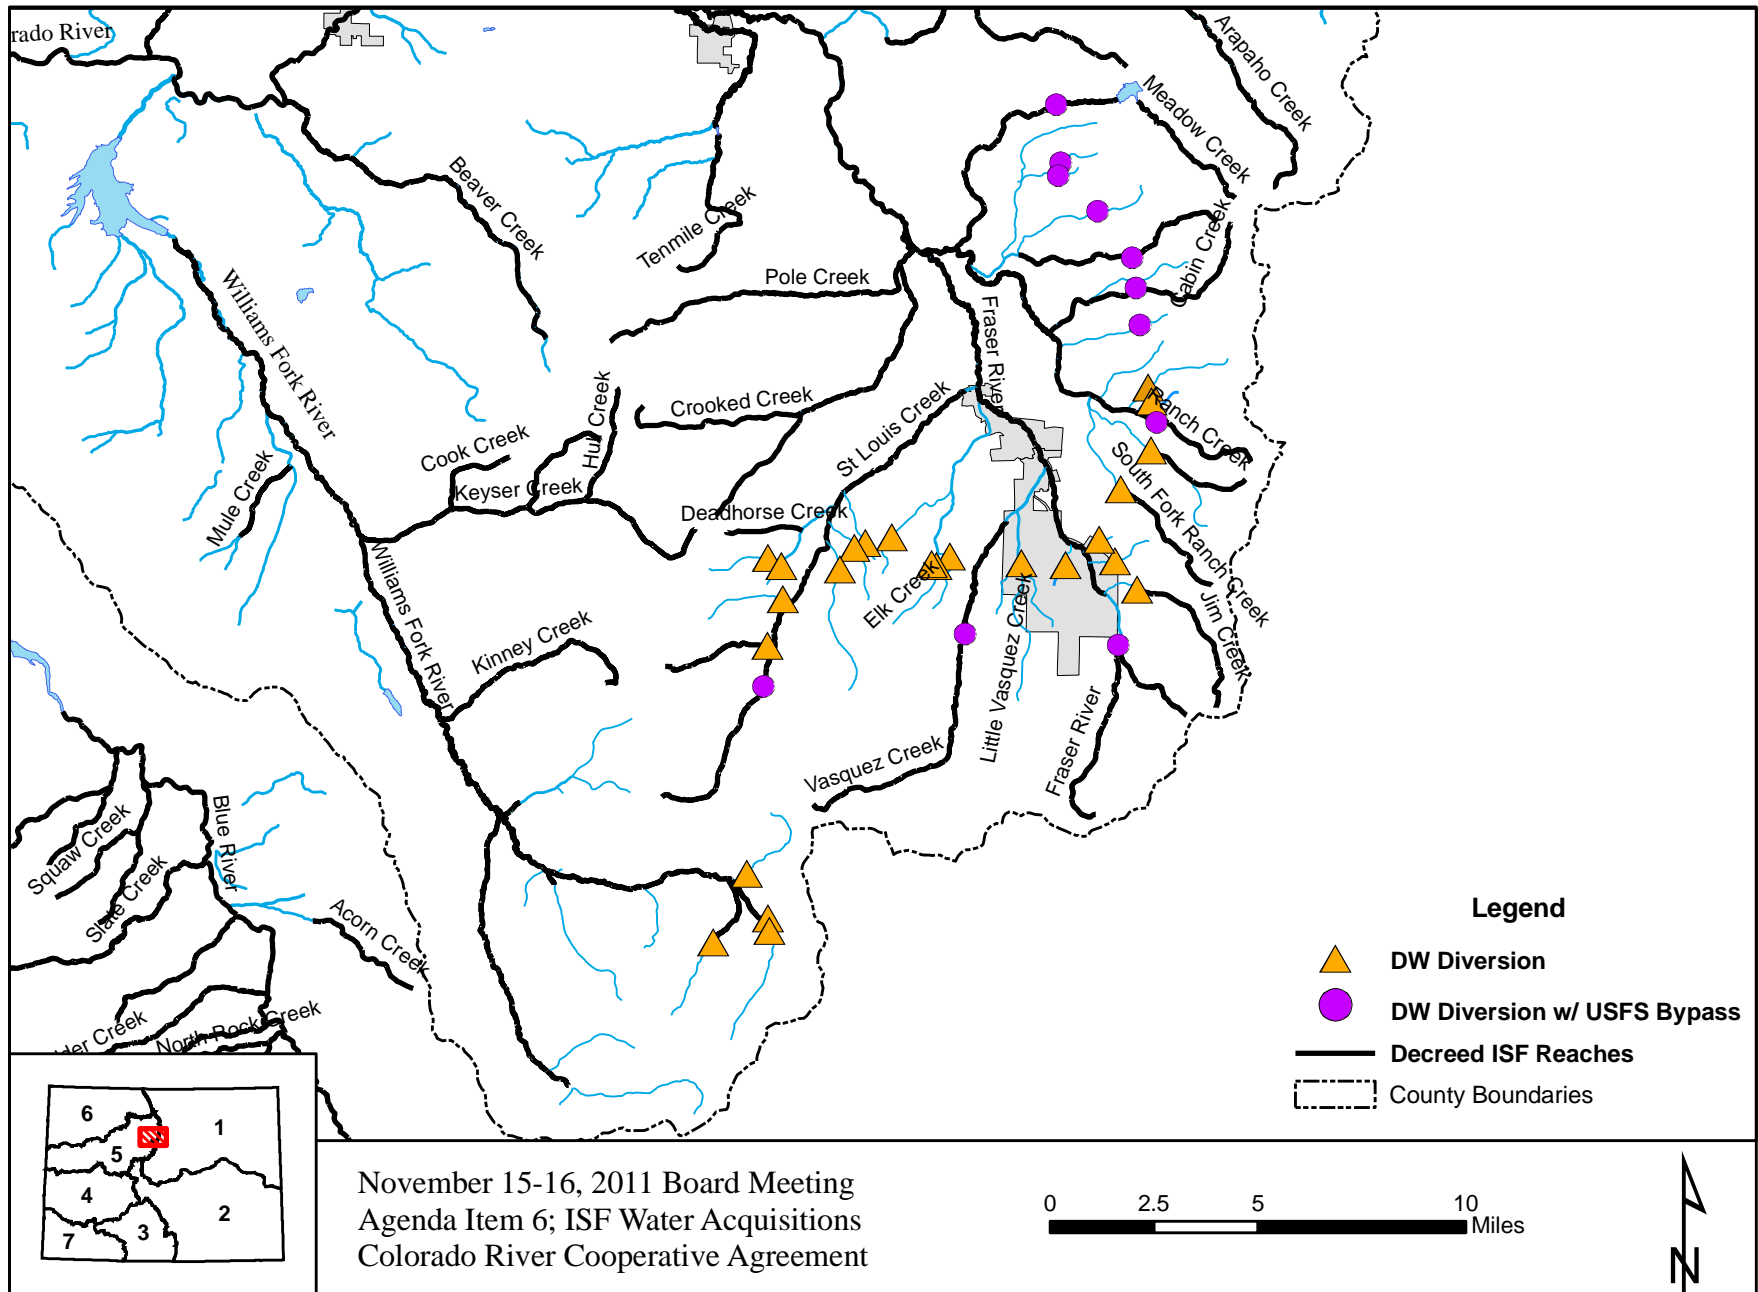 rado River
Arapaho Creek
Meadow Creek
Beaver Creek
Tenmile Creek
Cabin Creek
Pole Creek
Williams Fork River
Fraser River
Hull Creek
Crooked Creek
St Louis Creek
Ranch Creek
Cook Creek
Keyser Creek
Mule Creek
Deadhorse Creek
South Fork Ranch Creek
Elk Creek
Williams Fork River
Kinney Creek
Little Vasquez Creek
Jim Creek
Vasquez Creek
Fraser River
Blue River
Squaw Creek
Slate Creek
Acorn Creek
der Creek
North Rock Creek
Legend
DW Diversion
DW Diversion w/ USFS Bypass
Decreed ISF Reaches
County Boundaries
6
1
5
4
2
3
7
November 15-16, 2011 Board Meeting
Agenda Item 6; ISF Water Acquisitions
Colorado River Cooperative Agreement
0 2.5 5 10
Miles
N